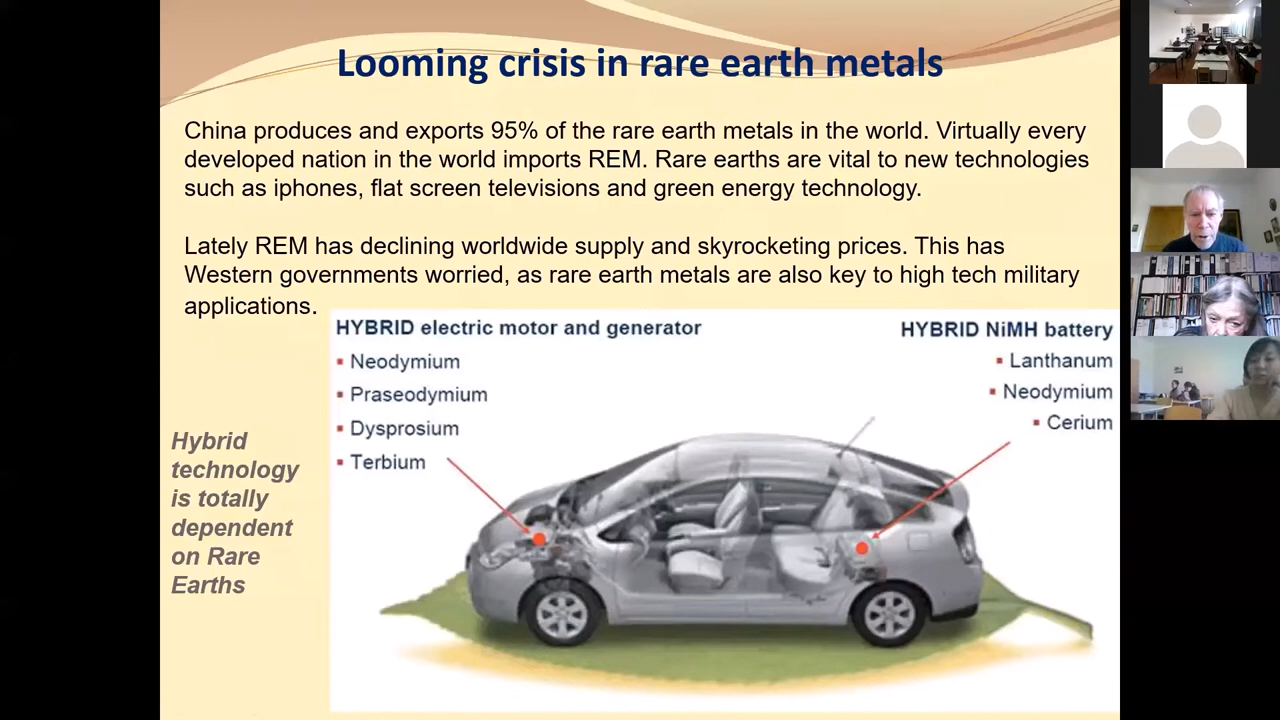 Looming crisis in rare earth metals
China produces and exports 95% of the rare earth metals in the world. Virtually every
developed nation in the world imports REM. Rare earths are vital to new technologies
such as iphones, flat screen televisions and green energy technology.
Lately REM has declining worldwide supply and skyrocketing prices. This has
Western governments worried, as rare earth metals are also key to high tech military
applications.
HYBRID electric motor and generator
Neodymium
Praseodymium
Dysprosium
Terbium
HYBRID NiMH battery
Lanthanum
Neodymium
Cerium
Hybrid
technology
is totally
dependent
on Rare
Earths